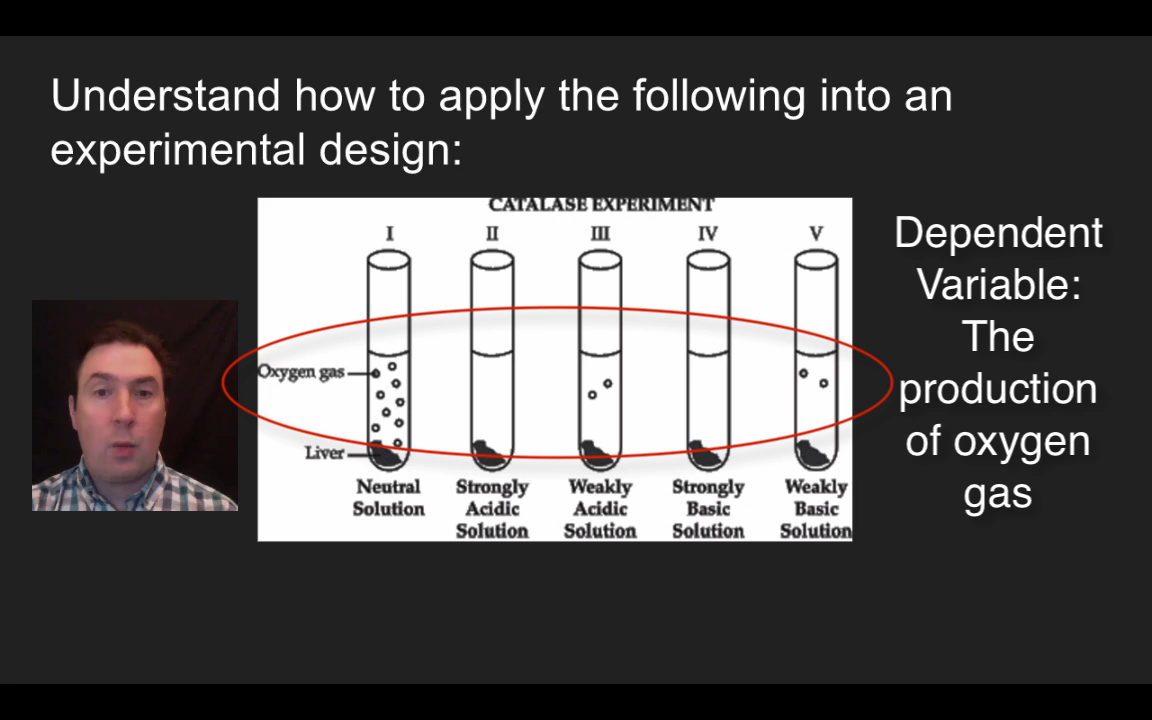 Understand how to apply the following into an
experimental design:
CATALASE EXPERIMENT
I II III IV V
Oxygen gas
Liver
Neutral Strongly Weakly Strongly Weakly
Solution Acidic Acidic Basic Basic
Solution Solution Solution Solution
Dependent
Variable:
The
production
of oxygen
gas